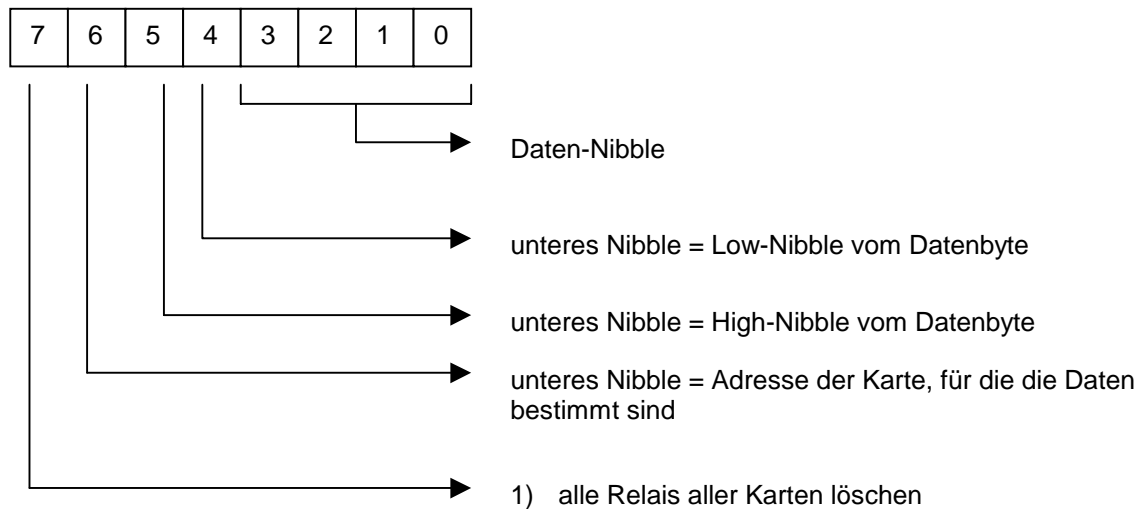 7 6 5 4 3 2 1 0
Daten-Nibble
unteres Nibble = Low-Nibble vom Datenbyte
unteres Nibble = High-Nibble vom Datenbyte
unteres Nibble = Adresse der Karte, für die die Daten
bestimmt sind
1) alle Relais aller Karten löschen